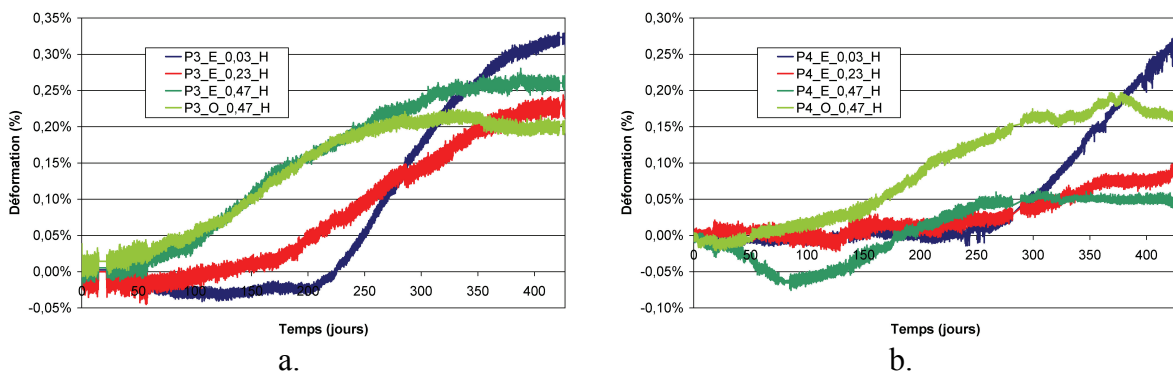 0,35%
0,30%
0,25%
0,20%
0,15%
0,10%
0,05%
0,00%
-0,05%
Déformation (%)
P3_E_0,03_H
P3_E_0,23_H
P3_E_0,47_H
P3_O_0,47_H
0 50 100 150 200 250 300 350 400
Temps (jours)
a.
0,30%
0,25%
0,20%
0,15%
0,10%
0,05%
0,00%
-0,05%
-0,10%
Déformation (%)
P4_E_0,03_H
P4_E_0,23_H
P4_E_0,47_H
P4_O_0,47_H
0 50 100 150 200 250 300 350 400
Temps (jours)
b.